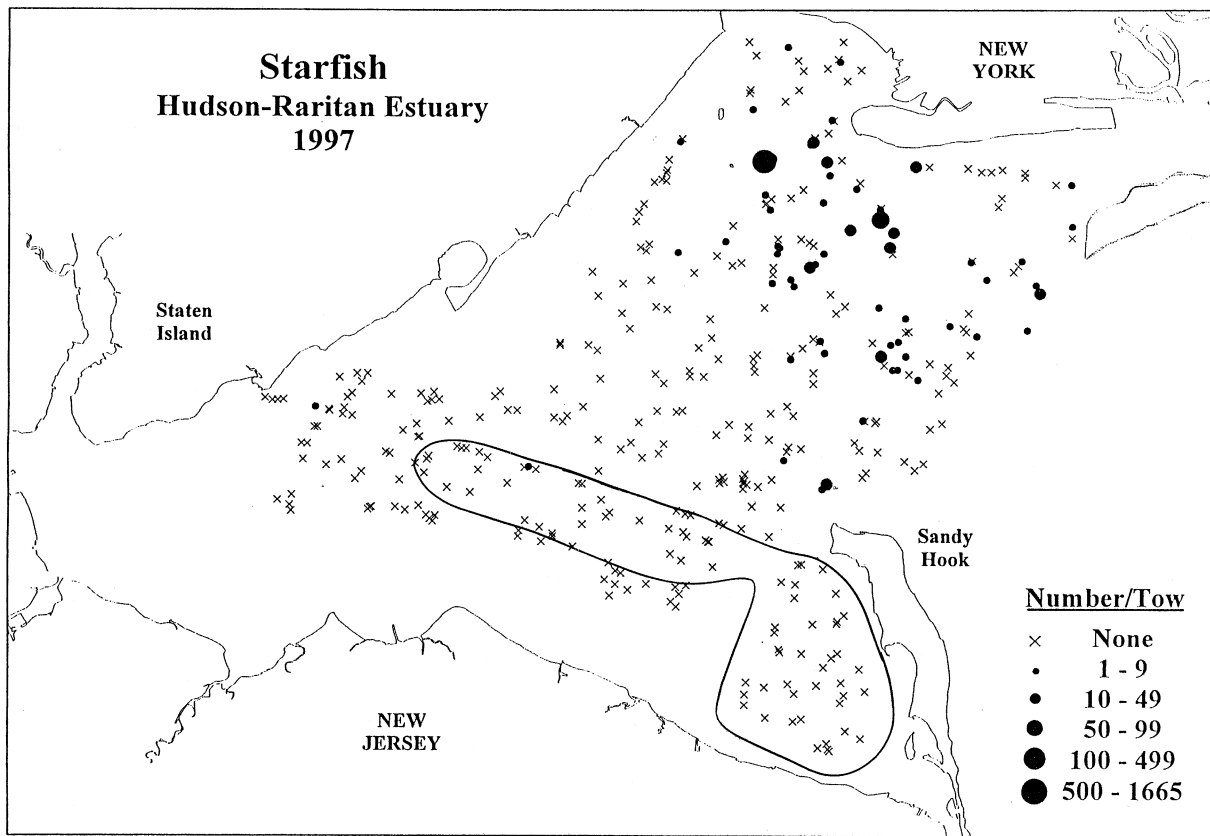 Starfish
Hudson-Raritan Estuary
1997
NEW
YORK
Staten
Island
Sandy
Hook
NEW
JERSEY
Number/Tow
None
1 - 9
10 - 49
50 - 99
100 - 499
500 - 1665